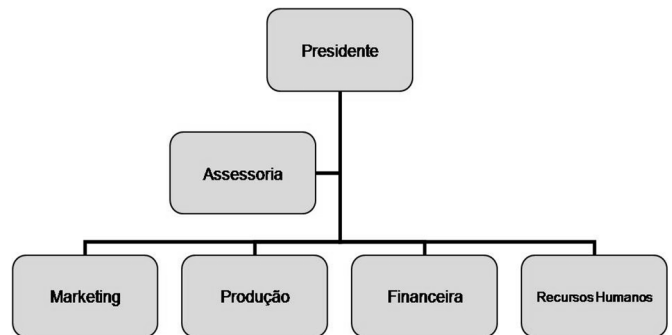 Presidente
Assessoria
Marketing
Produção
Financeira
Recursos Humanos